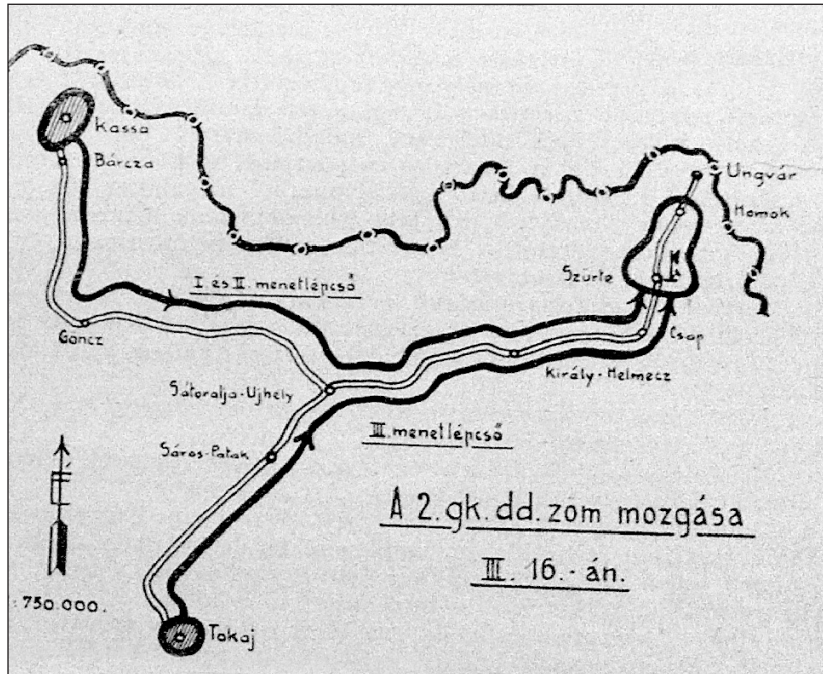 Kassa
Bárcza
Ungvár
Homok
Szürte
I. és II. menetlépcső
Göncz
Csap
Király-Helmecz
Sátoralja-Ujhely
III. menetlépcső
Sáros-Patak
A 2. gk. dd. zöm mozgása
III. 16.-án.
É
: 750.000.
Tokaj